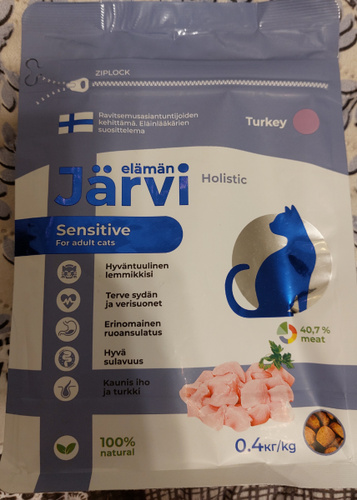 ZIPLOCK
Ravitsemusasiantuntijoiden
kehittämä. Eläinlääkärien
suosittelema
Turkey
elämän
Järvi
Holistic
Sensitive
For adult cats
Hyväntuulinen
lemmikkisi
Terve sydän
ja verisuonet
Erinomainen
ruoansulatus
Hyvä
sulavuus
Kaunis iho
ja turkki
40,7 %
meat
100%
natural
0.4кг/kg